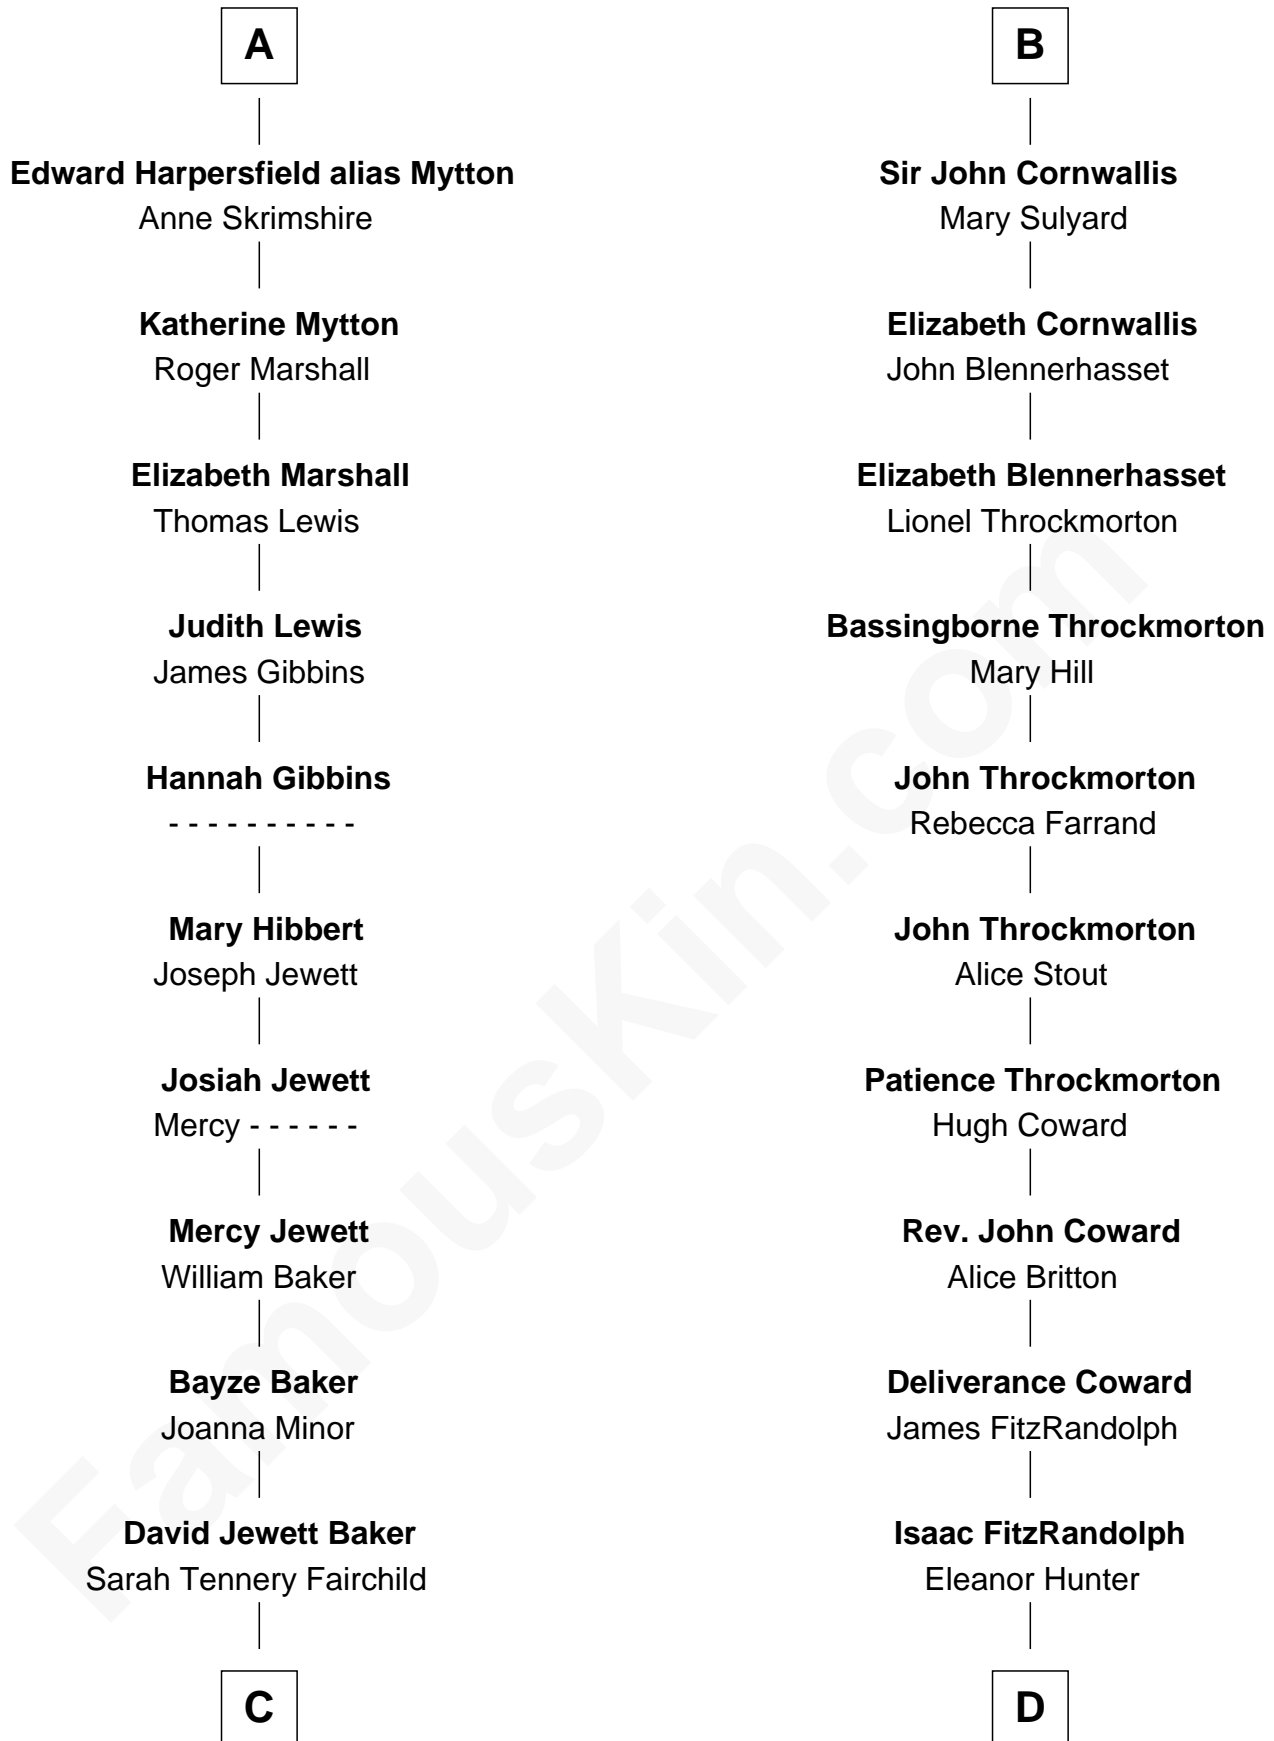 A
Edward Harpersfield alias Mytton
Anne Skrimshire
Katherine Mytton
Roger Marshall
Elizabeth Marshall
Thomas Lewis
Judith Lewis
James Gibbins
Hannah Gibbins
- - - - - - - - - -
Mary Hibbert
Joseph Jewett
Josiah Jewett
Mercy - - - - - -
Mercy Jewett
William Baker
Bayze Baker
Joanna Minor
David Jewett Baker
Sarah Tennery Fairchild
C
B
Sir John Cornwallis
Mary Sulyard
Elizabeth Cornwallis
John Blennerhasset
Elizabeth Blennerhasset
Lionel Throckmorton
Bassingborne Throckmorton
Mary Hill
John Throckmorton
Rebecca Farrand
John Throckmorton
Alice Stout
Patience Throckmorton
Hugh Coward
Rev. John Coward
Alice Britton
Deliverance Coward
James FitzRandolph
Isaac FitzRandolph
Eleanor Hunter
D
FamousKin.com